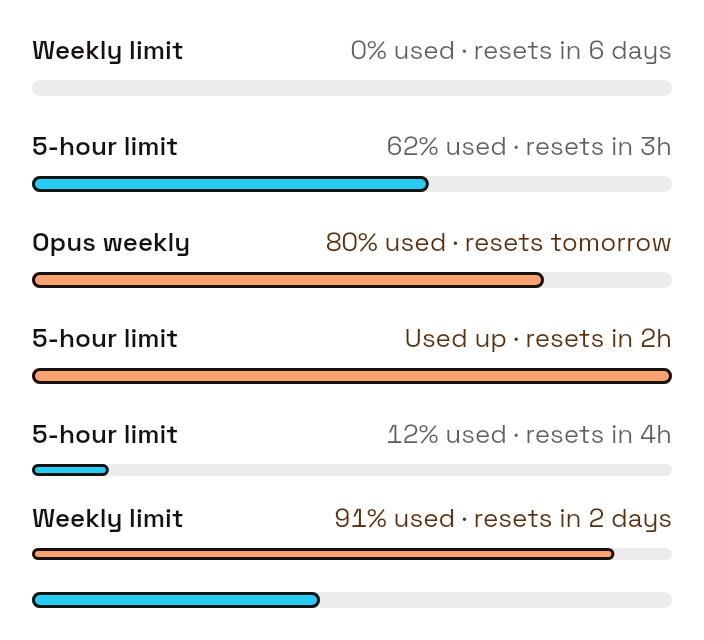 Weekly limit 0% used · resets in 6 days
5-hour limit 62% used · resets in 3h
Opus weekly 80% used · resets tomorrow
5-hour limit Used up · resets in 2h
5-hour limit 12% used · resets in 4h
Weekly limit 91% used · resets in 2 days